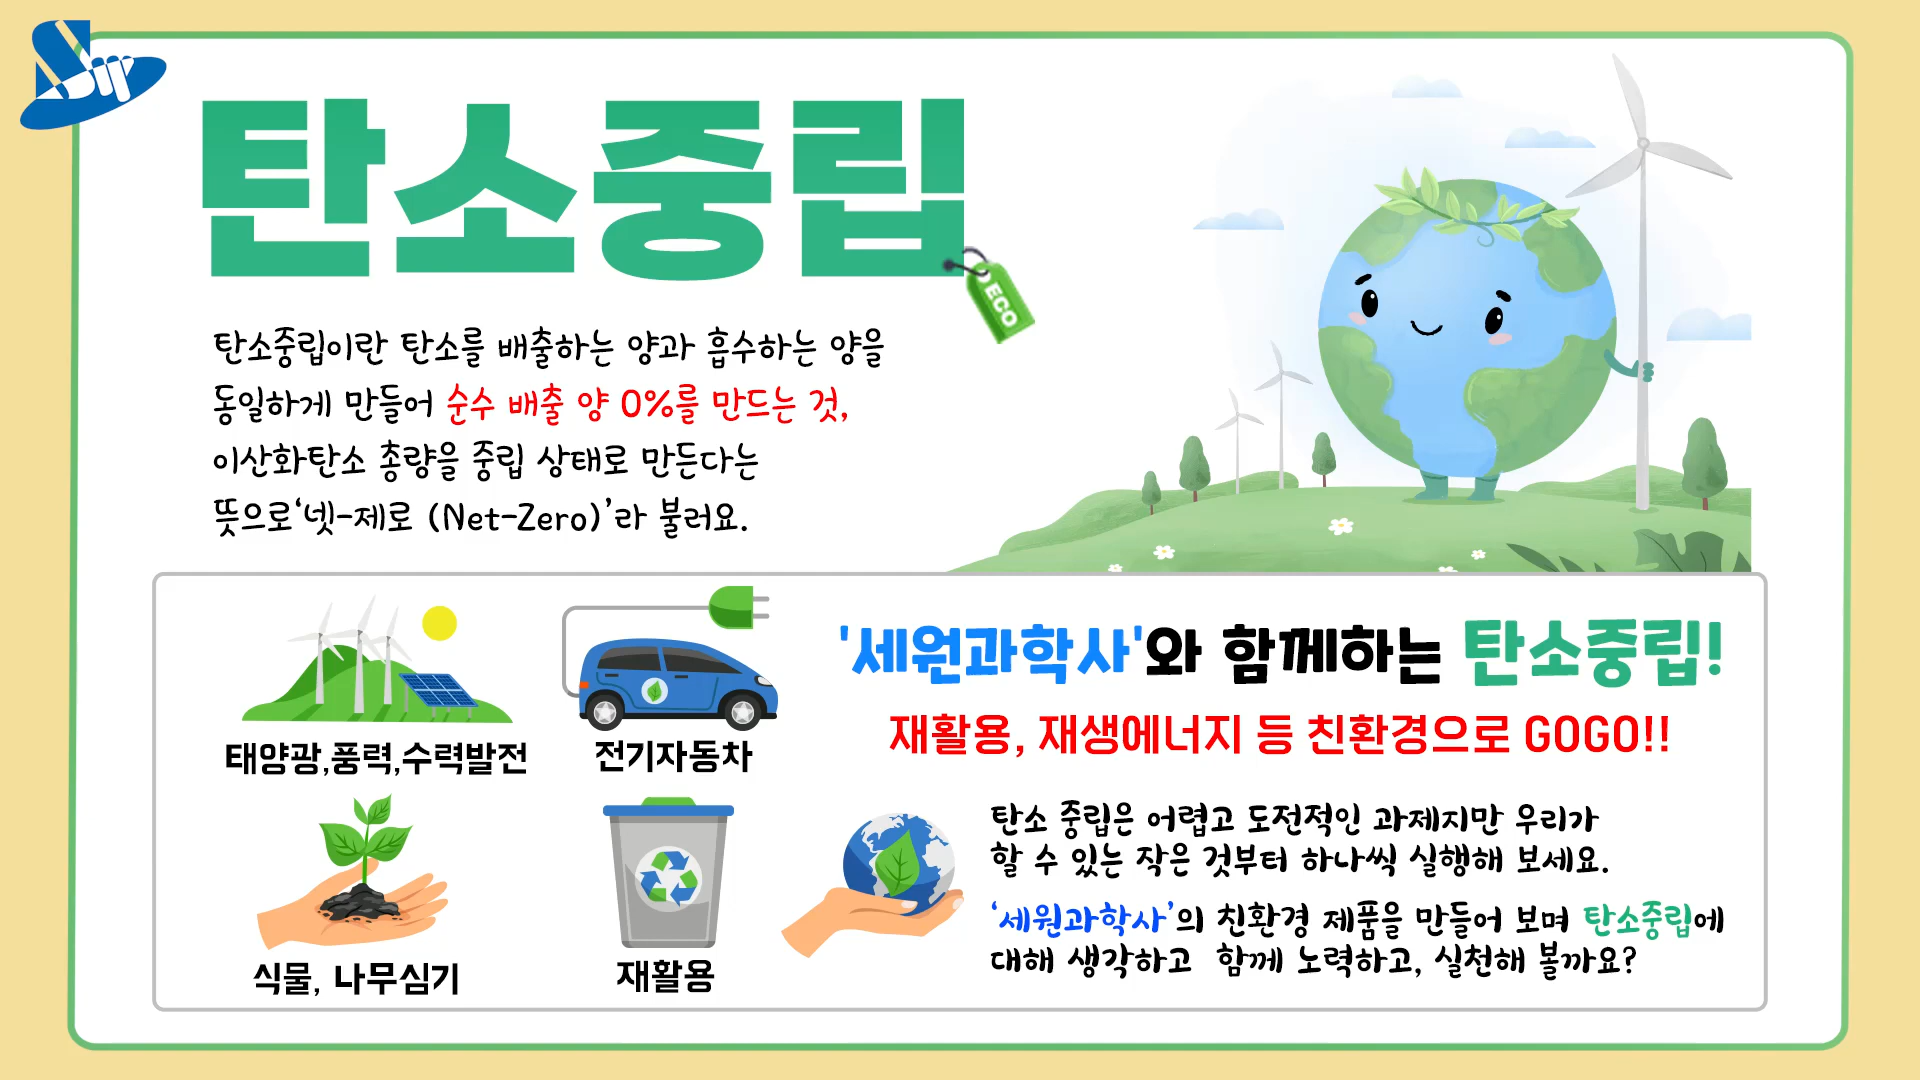 탄소중립
ECO
탄소중립이란 탄소를 배출하는 양과 흡수하는 양을
동일하게 만들어 순수 배출 양 0%를 만드는 것,
이산화탄소 총량을 중립 상태로 만든다는
뜻으로‘넷-제로 (Net-Zero)’라 불러요.
태양광,풍력,수력발전
전기자동차
식물, 나무심기
재활용
'세원과학사'와 함께하는 탄소중립!
재활용, 재생에너지 등 친환경으로 GOGO!!
탄소 중립은 어렵고 도전적인 과제지만 우리가
할 수 있는 작은 것부터 하나씩 실행해 보세요.
‘세원과학사’의 친환경 제품을 만들어 보며 탄소중립에
대해 생각하고 함께 노력하고, 실천해 볼까요?